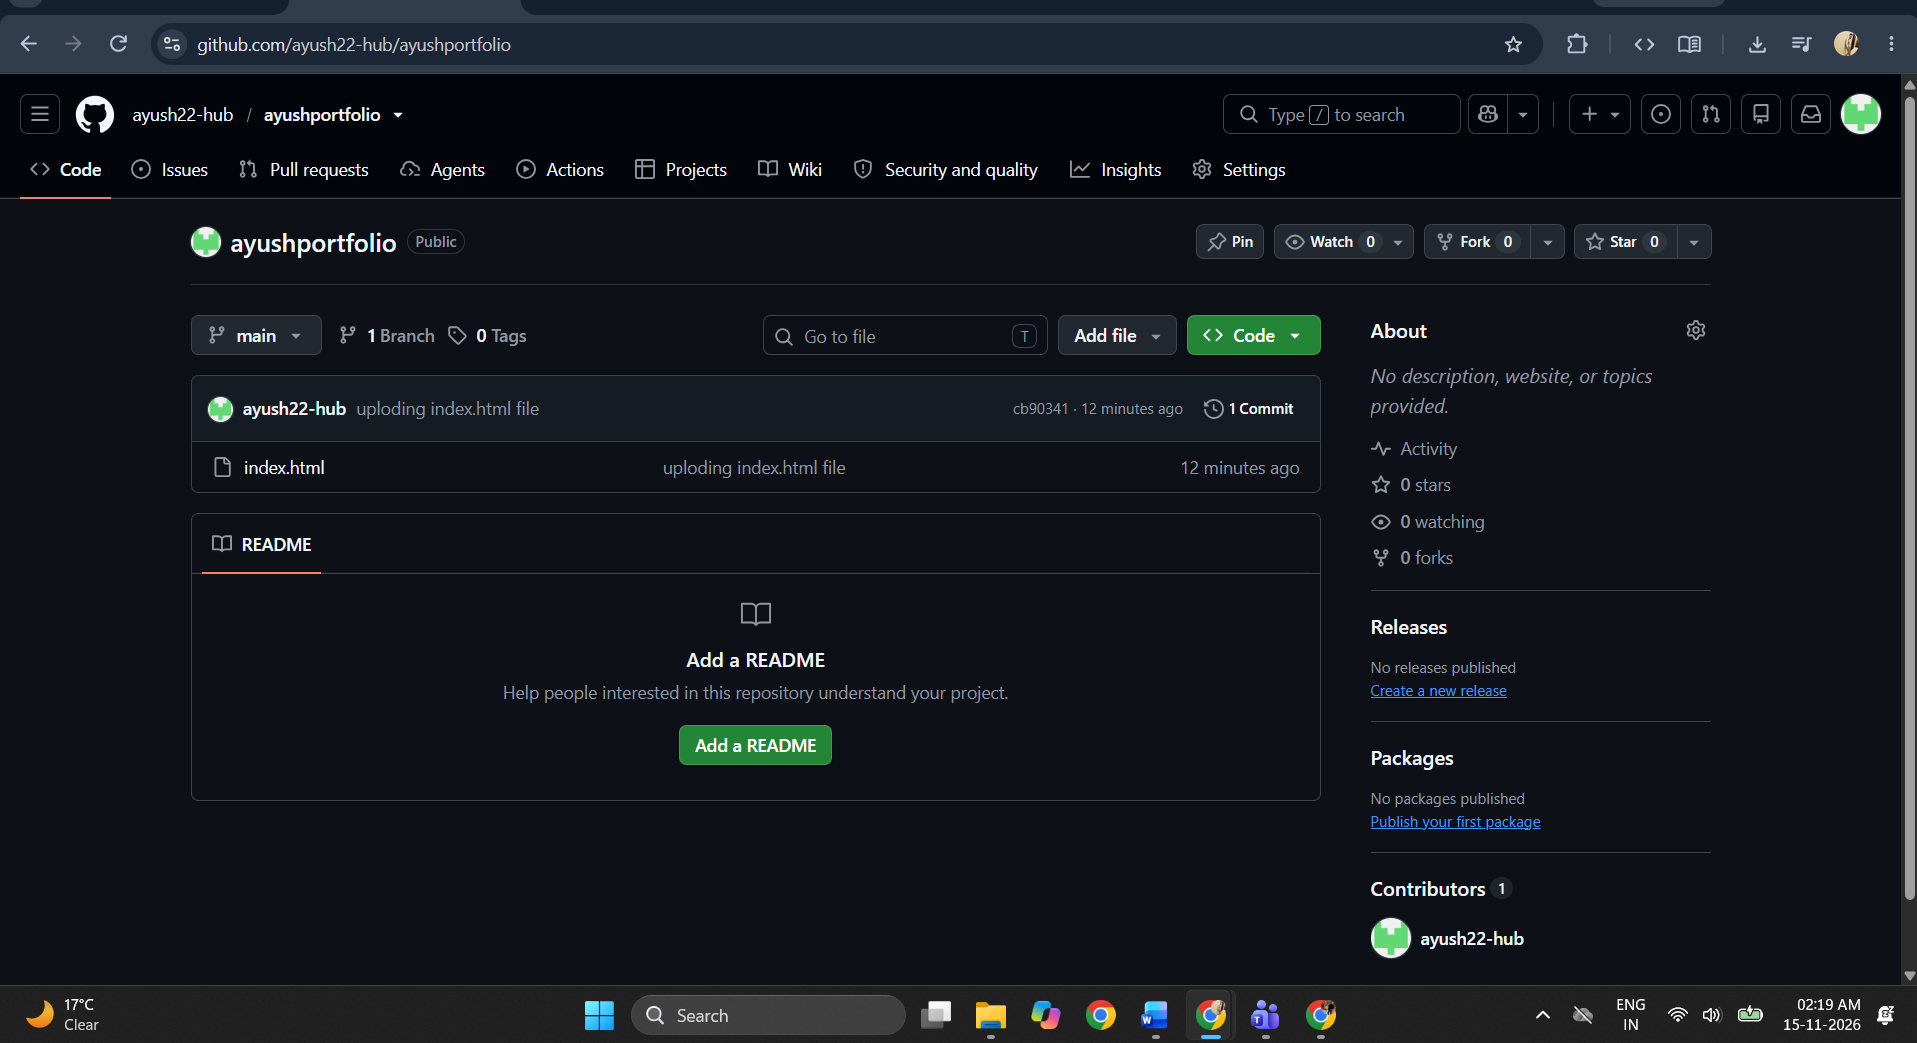 github.com/ayush22-hub/ayushportfolio
ayush22-hub / ayushportfolio
Type / to search
Code
Issues
Pull requests
Agents
Actions
Projects
Wiki
Security and quality
Insights
Settings
ayushportfolio Public
Pin
Watch 0
Fork 0
Star 0
main
1 Branch
0 Tags
Go to file
T
Add file
Code
ayush22-hub uploding index.html file
cb90341 · 12 minutes ago
1 Commit
index.html
uploding index.html file
12 minutes ago
README
Add a README
Help people interested in this repository understand your project.
Add a README
About
No description, website, or topics
provided.
Activity
0 stars
0 watching
0 forks
Releases
No releases published
Create a new release
Packages
No packages published
Publish your first package
Contributors 1
ayush22-hub
17°C
Clear
Search
ENG
IN
02:19 AM
15-11-2026